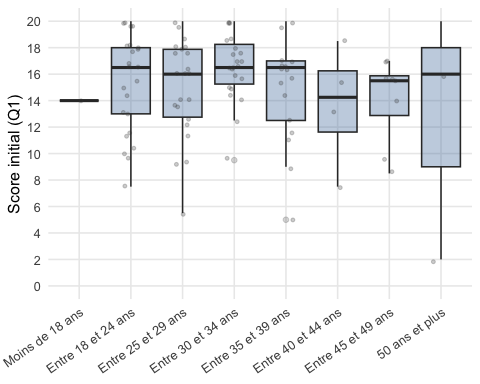 Score initial (Q1)
20
18
16
14
12
10
8
6
4
2
0
Moins de 18 ans
Entre 18 et 24 ans
Entre 25 et 29 ans
Entre 30 et 34 ans
Entre 35 et 39 ans
Entre 40 et 44 ans
Entre 45 et 49 ans
50 ans et plus